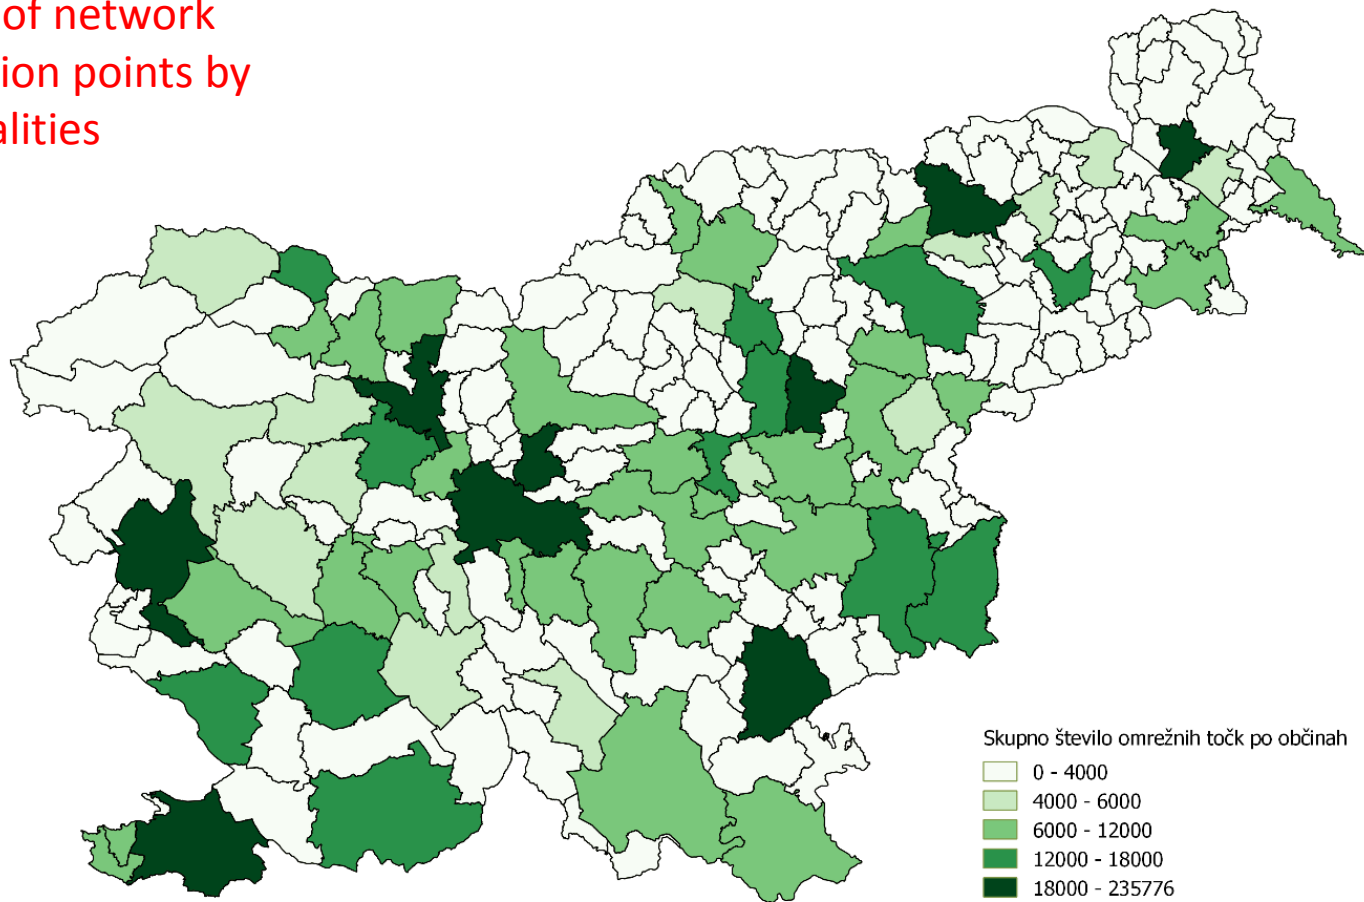 of network
ion points by
alities
Skupno število omrežnih točk po občinah
0 - 4000
4000 - 6000
6000 - 12000
12000 - 18000
18000 - 235776